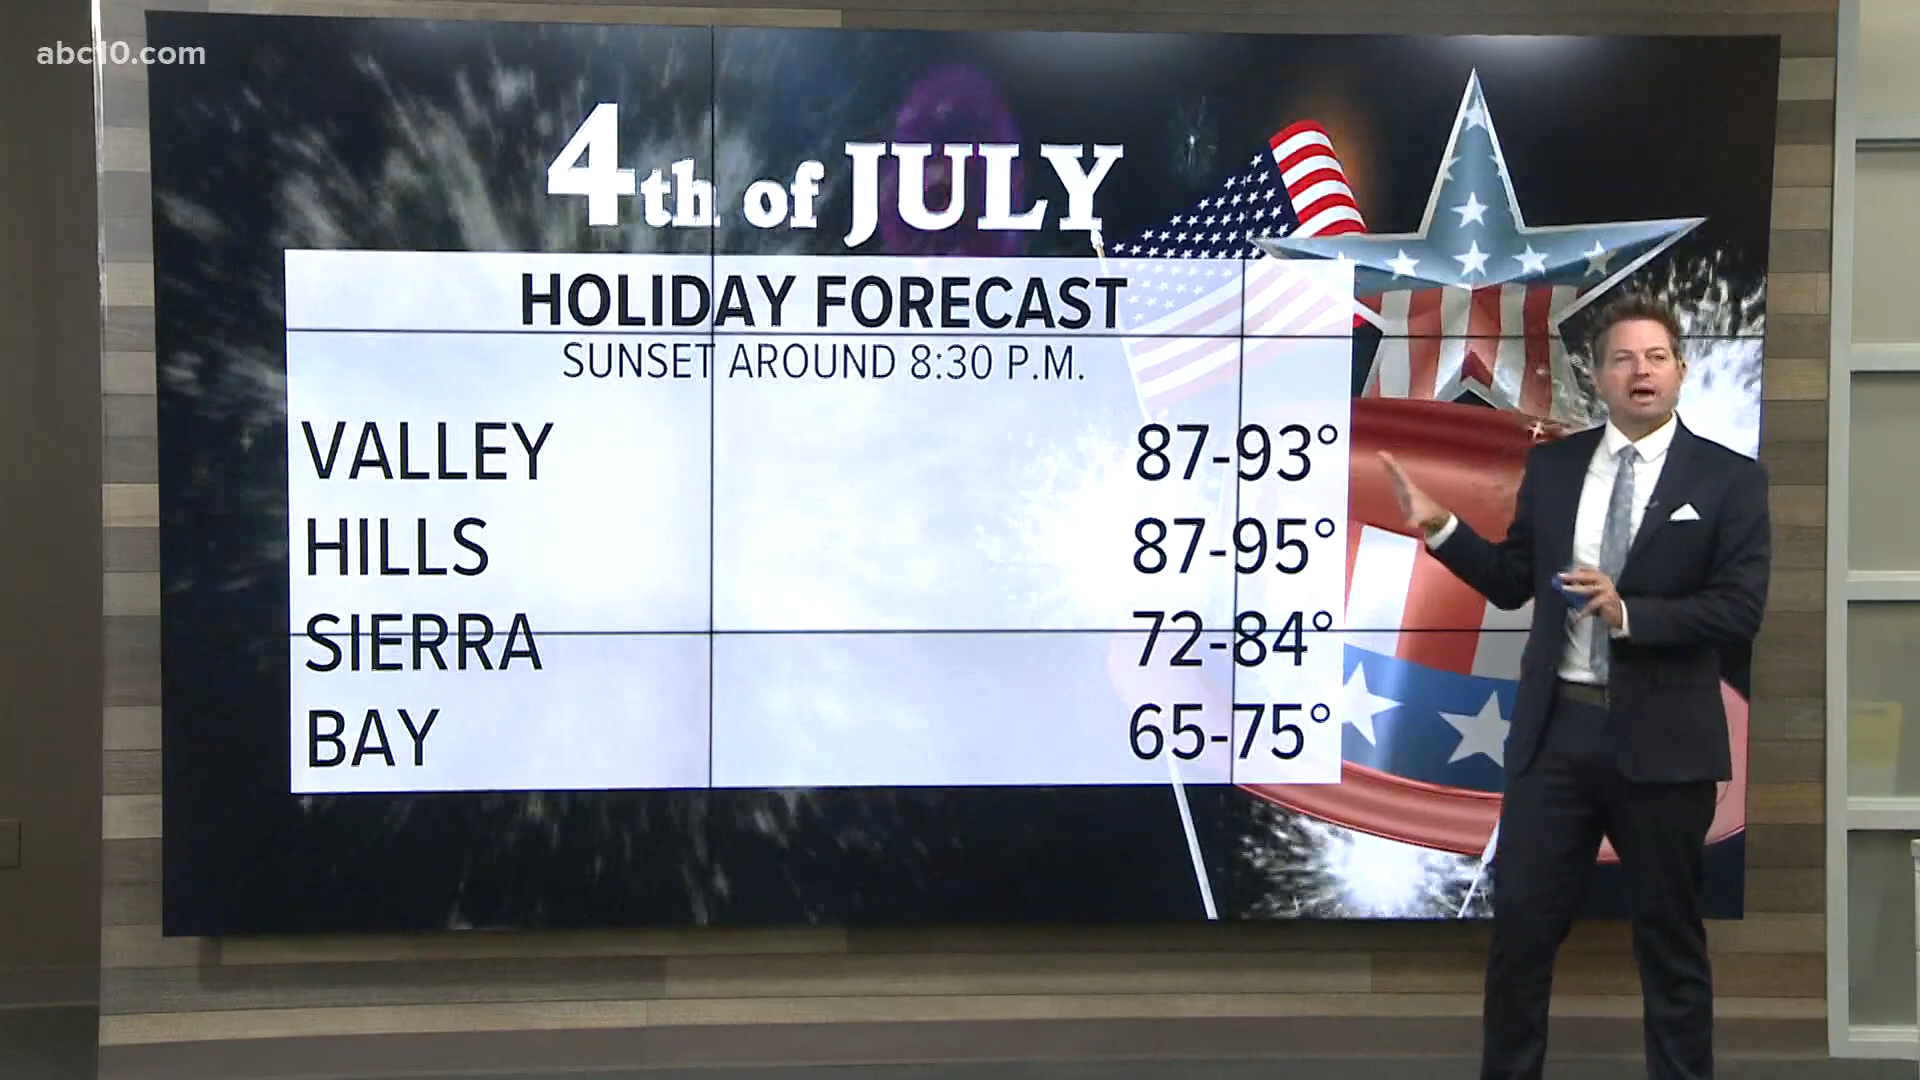 abc10.com
4th of JULY
HOLIDAY FORECAST
SUNSET AROUND 8:30 P.M.
VALLEY 87-93°
HILLS 87-95°
SIERRA 72-84°
BAY 65-75°